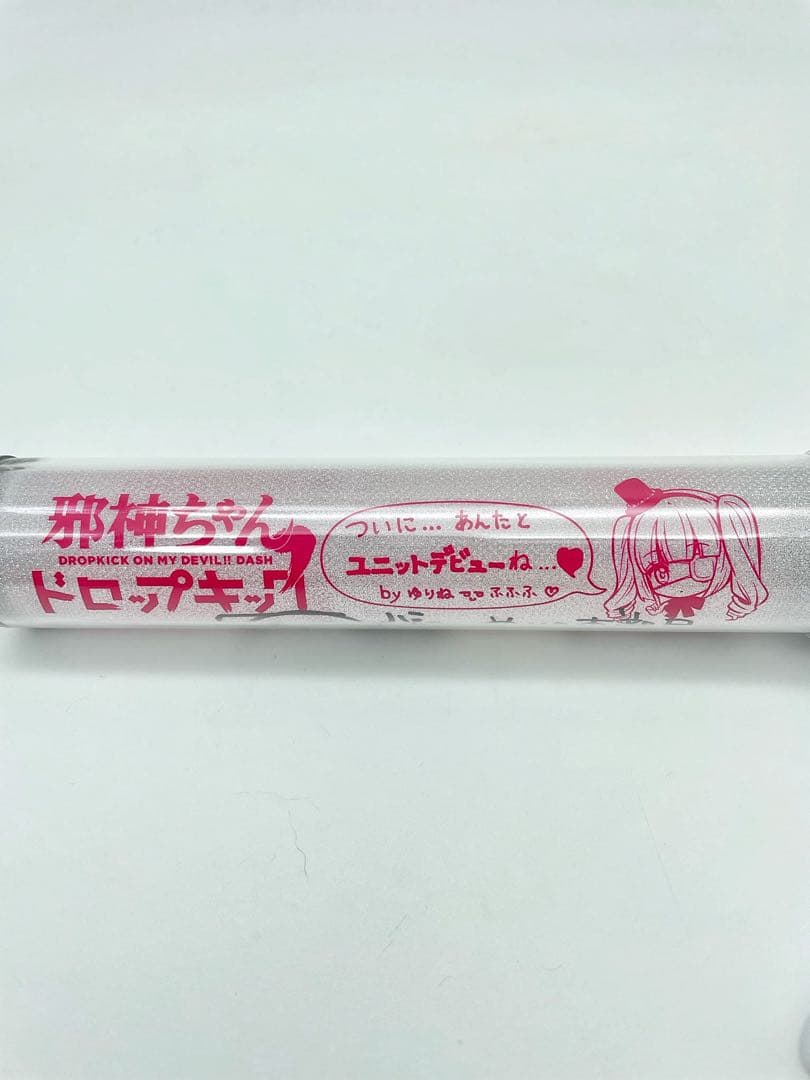 邪神ちゃん
DROPKICK ON MY DEVIL!! DASH
ドロップキック
ついに... あんたと
ユニットデビューね...♥
by ゆりね ふふふ ♡